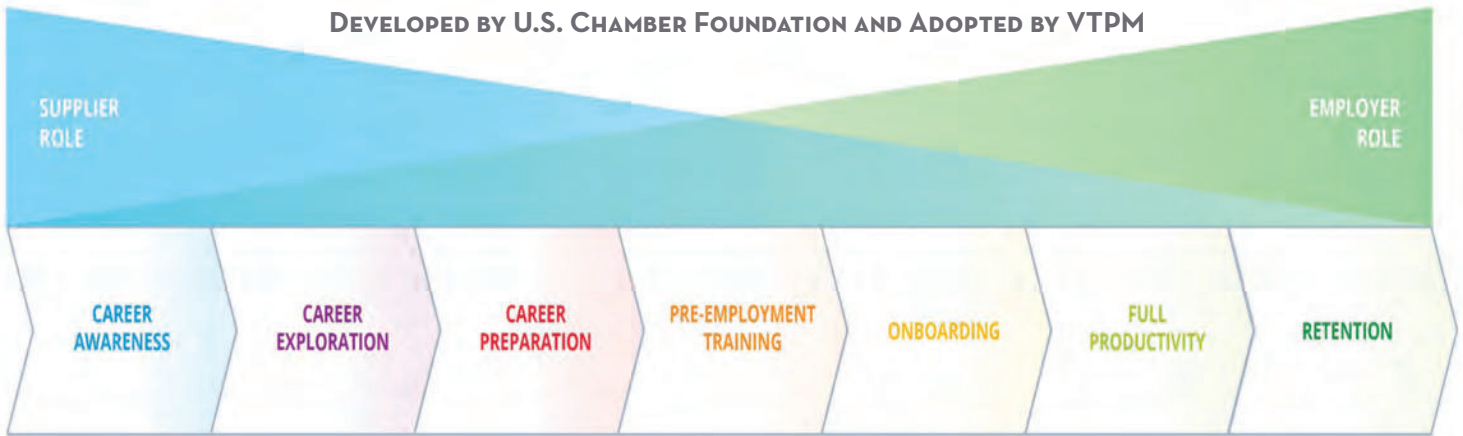 DEVELOPED BY U.S. CHAMBER FOUNDATION AND ADOPTED BY VTPM
SUPPLIER
ROLE
EMPLOYER
ROLE
CAREER
AWARENESS
CAREER
EXPLORATION
CAREER
PREPARATION
PRE-EMPLOYMENT
TRAINING
ONBOARDING
FULL
PRODUCTIVITY
RETENTION